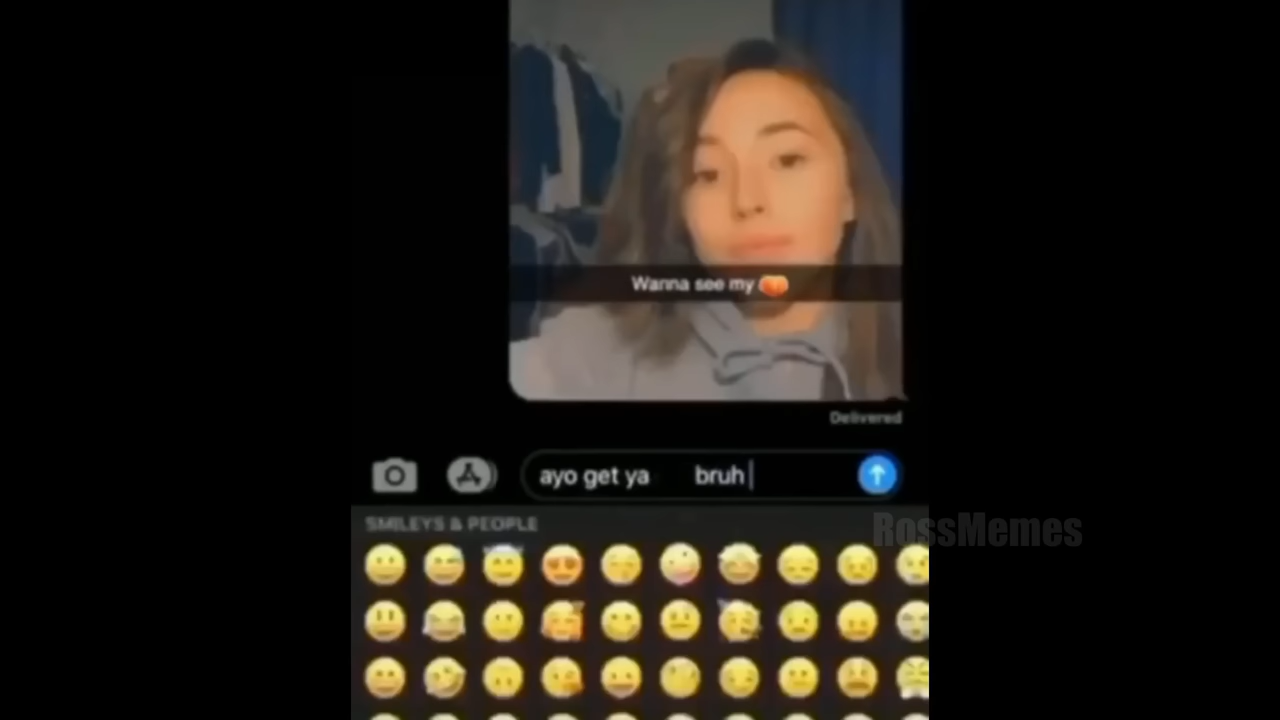 Wanna see my 🍑
Delivered
ayo get ya bruh
SMILEYS & PEOPLE
RossMemes